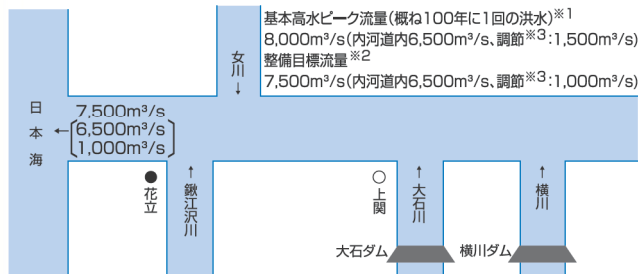 基本高水ピーク流量(概ね100年に1回の洪水)※1
8,000m³/s(内河道内6,500m³/s、調節※3:1,500m³/s)
整備目標流量※2
7,500m³/s(内河道内6,500m³/s、調節※3:1,000m³/s)
女川
↓
日本海
7,500m³/s
←[6,500m³/s
1,000m³/s]
●花立
↑鍬江沢川
○上関
↑大石川
↑横川
大石ダム
横川ダム